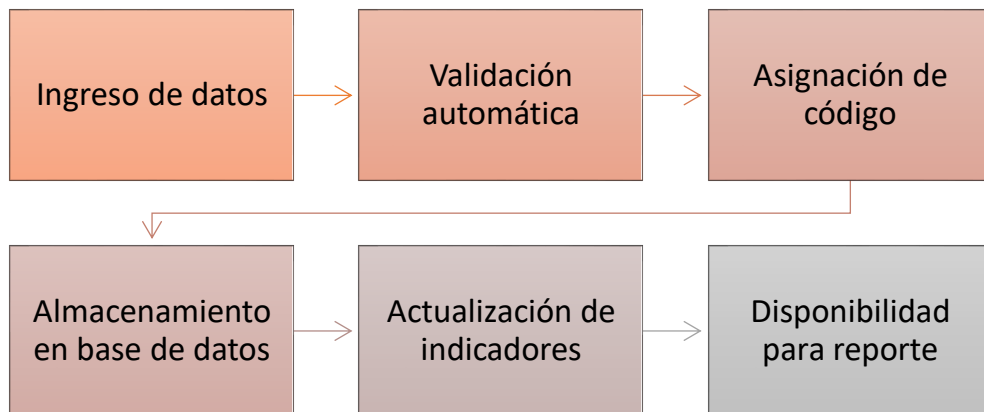 Ingreso de datos
Validación
automática
Asignación de
código
Almacenamiento
en base de datos
Actualización de
indicadores
Disponibilidad
para reporte